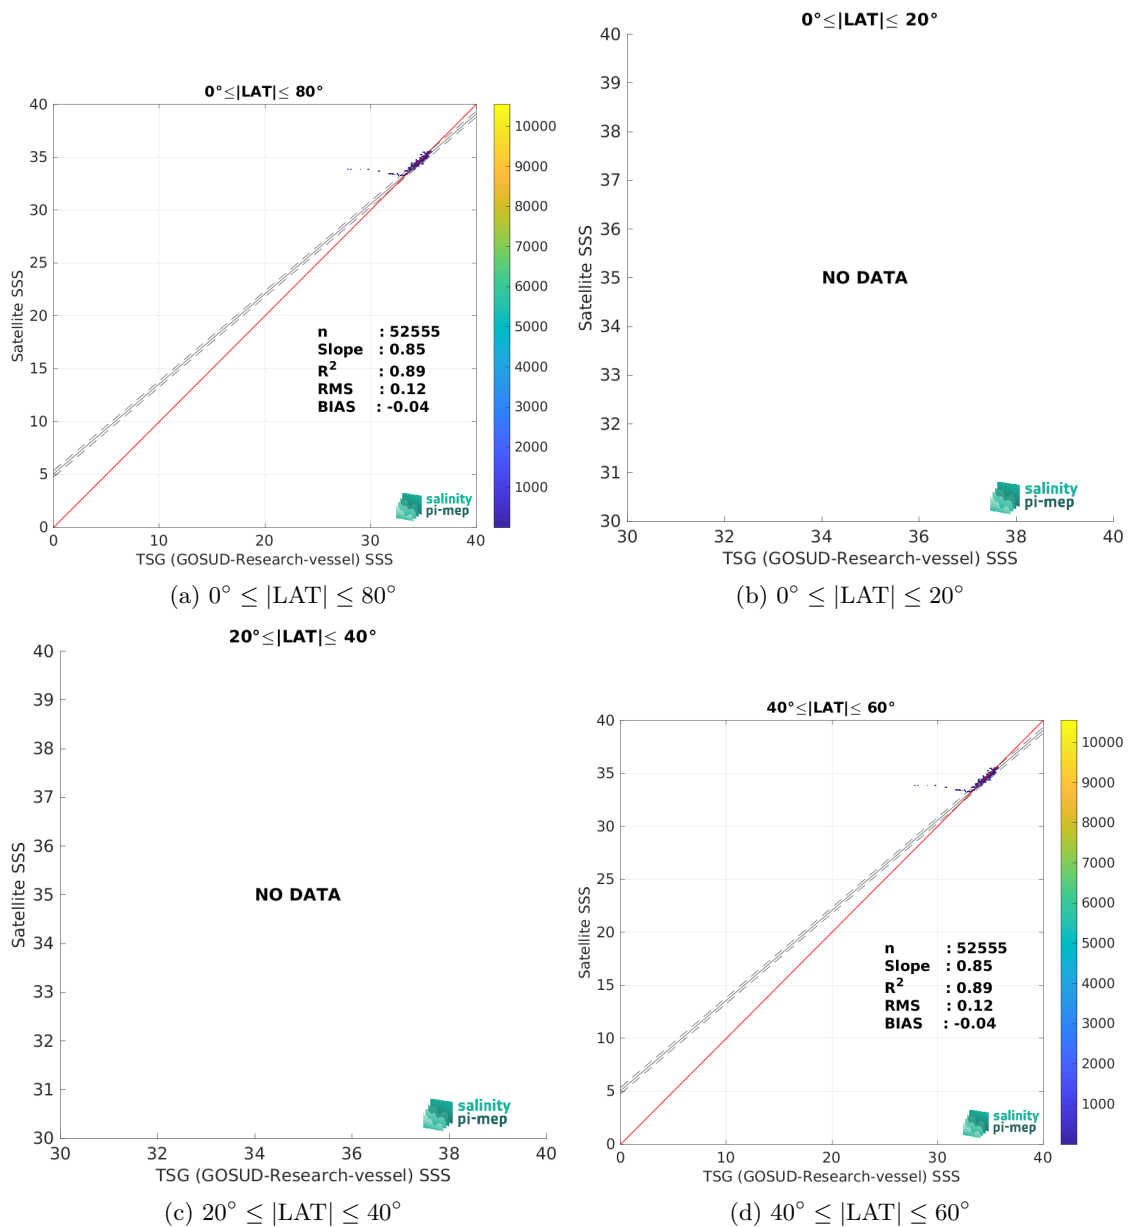 0°≤|LAT|≤ 80°
40
35
30
25
20
15
10
5
0
Satellite SSS
n : 52555
Slope : 0.85
R² : 0.89
RMS : 0.12
BIAS : -0.04
salinity
pi-mep
0 10 20 30 40
TSG (GOSUD-Research-vessel) SSS
10000
9000
8000
7000
6000
5000
4000
3000
2000
1000
(a) 0° ≤ |LAT| ≤ 80°
0°≤|LAT|≤ 20°
40
39
38
37
36
35
34
33
32
31
30
Satellite SSS
NO DATA
salinity
pi-mep
30 32 34 36 38 40
TSG (GOSUD-Research-vessel) SSS
(b) 0° ≤ |LAT| ≤ 20°
20°≤|LAT|≤ 40°
40
39
38
37
36
35
34
33
32
31
30
Satellite SSS
NO DATA
salinity
pi-mep
30 32 34 36 38 40
TSG (GOSUD-Research-vessel) SSS
(c) 20° ≤ |LAT| ≤ 40°
40°≤|LAT|≤ 60°
40
35
30
25
20
15
10
5
0
Satellite SSS
n : 52555
Slope : 0.85
R² : 0.89
RMS : 0.12
BIAS : -0.04
salinity
pi-mep
0 10 20 30 40
TSG (GOSUD-Research-vessel) SSS
10000
9000
8000
7000
6000
5000
4000
3000
2000
1000
(d) 40° ≤ |LAT| ≤ 60°